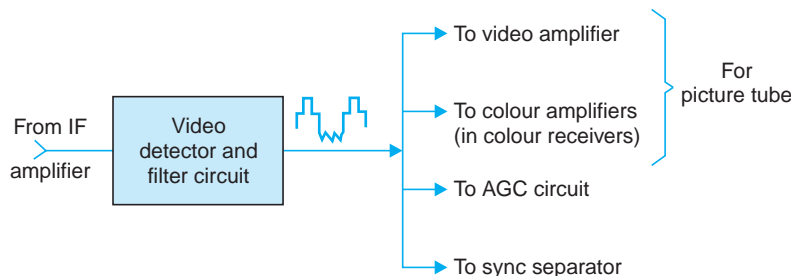 From IF
amplifier
Video
detector and
filter circuit
To video amplifier
To colour amplifiers
(in colour receivers)
To AGC circuit
To sync separator
For
picture tube